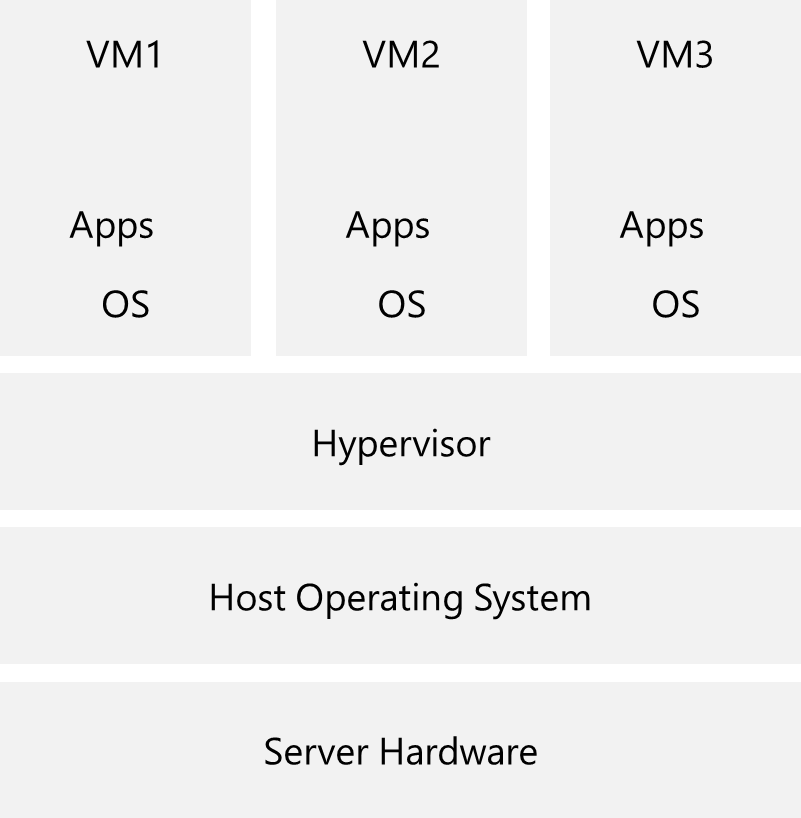 VM1 VM2 VM3
Apps Apps Apps
OS OS OS
Hypervisor
Host Operating System
Server Hardware